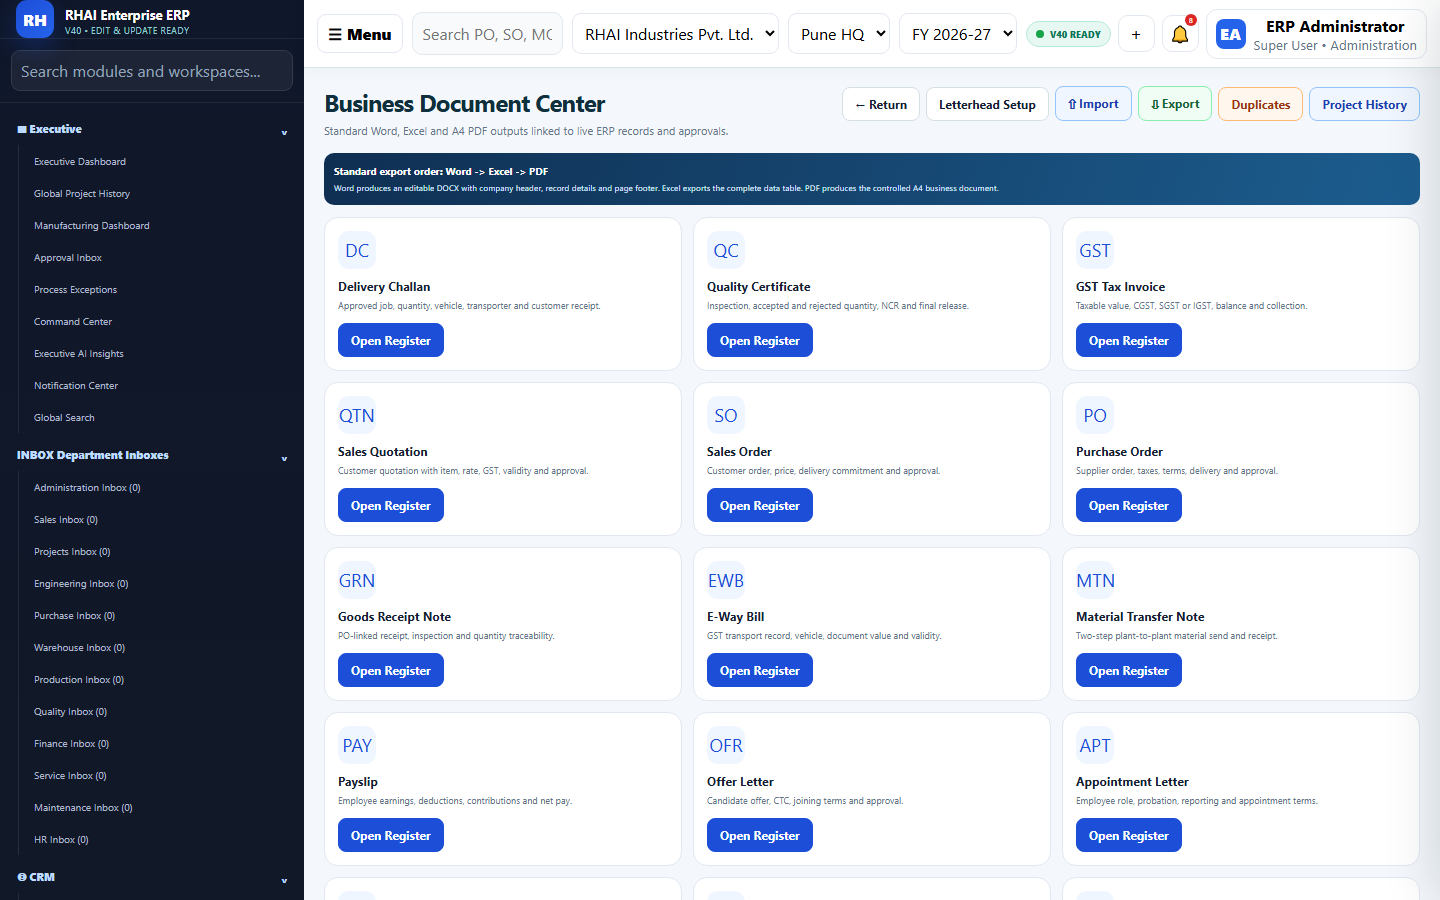 RH
RHAI Enterprise ERP
V40 • EDIT & UPDATE READY
Search modules and workspaces...
Executive
Executive Dashboard
Global Project History
Manufacturing Dashboard
Approval Inbox
Process Exceptions
Command Center
Executive AI Insights
Notification Center
Global Search
INBOX Department Inboxes
Administration Inbox (0)
Sales Inbox (0)
Projects Inbox (0)
Engineering Inbox (0)
Purchase Inbox (0)
Warehouse Inbox (0)
Production Inbox (0)
Quality Inbox (0)
Finance Inbox (0)
Service Inbox (0)
Maintenance Inbox (0)
HR Inbox (0)
CRM
☰ Menu
Search PO, SO, MO
RHAI Industries Pvt. Ltd.
Pune HQ
FY 2026-27
V40 READY
+
8
EA
ERP Administrator
Super User • Administration
Business Document Center
Standard Word, Excel and A4 PDF outputs linked to live ERP records and approvals.
← Return
Letterhead Setup
⇧ Import
⇩ Export
Duplicates
Project History
Standard export order: Word -> Excel -> PDF
Word produces an editable DOCX with company header, record details and page footer. Excel exports the complete data table. PDF produces the controlled A4 business document.
DC
Delivery Challan
Approved job, quantity, vehicle, transporter and customer receipt.
Open Register
QC
Quality Certificate
Inspection, accepted and rejected quantity, NCR and final release.
Open Register
GST
GST Tax Invoice
Taxable value, CGST, SGST or IGST, balance and collection.
Open Register
QTN
Sales Quotation
Customer quotation with item, rate, GST, validity and approval.
Open Register
SO
Sales Order
Customer order, price, delivery commitment and approval.
Open Register
PO
Purchase Order
Supplier order, taxes, terms, delivery and approval.
Open Register
GRN
Goods Receipt Note
PO-linked receipt, inspection and quantity traceability.
Open Register
EWB
E-Way Bill
GST transport record, vehicle, document value and validity.
Open Register
MTN
Material Transfer Note
Two-step plant-to-plant material send and receipt.
Open Register
PAY
Payslip
Employee earnings, deductions, contributions and net pay.
Open Register
OFR
Offer Letter
Candidate offer, CTC, joining terms and approval.
Open Register
APT
Appointment Letter
Employee role, probation, reporting and appointment terms.
Open Register